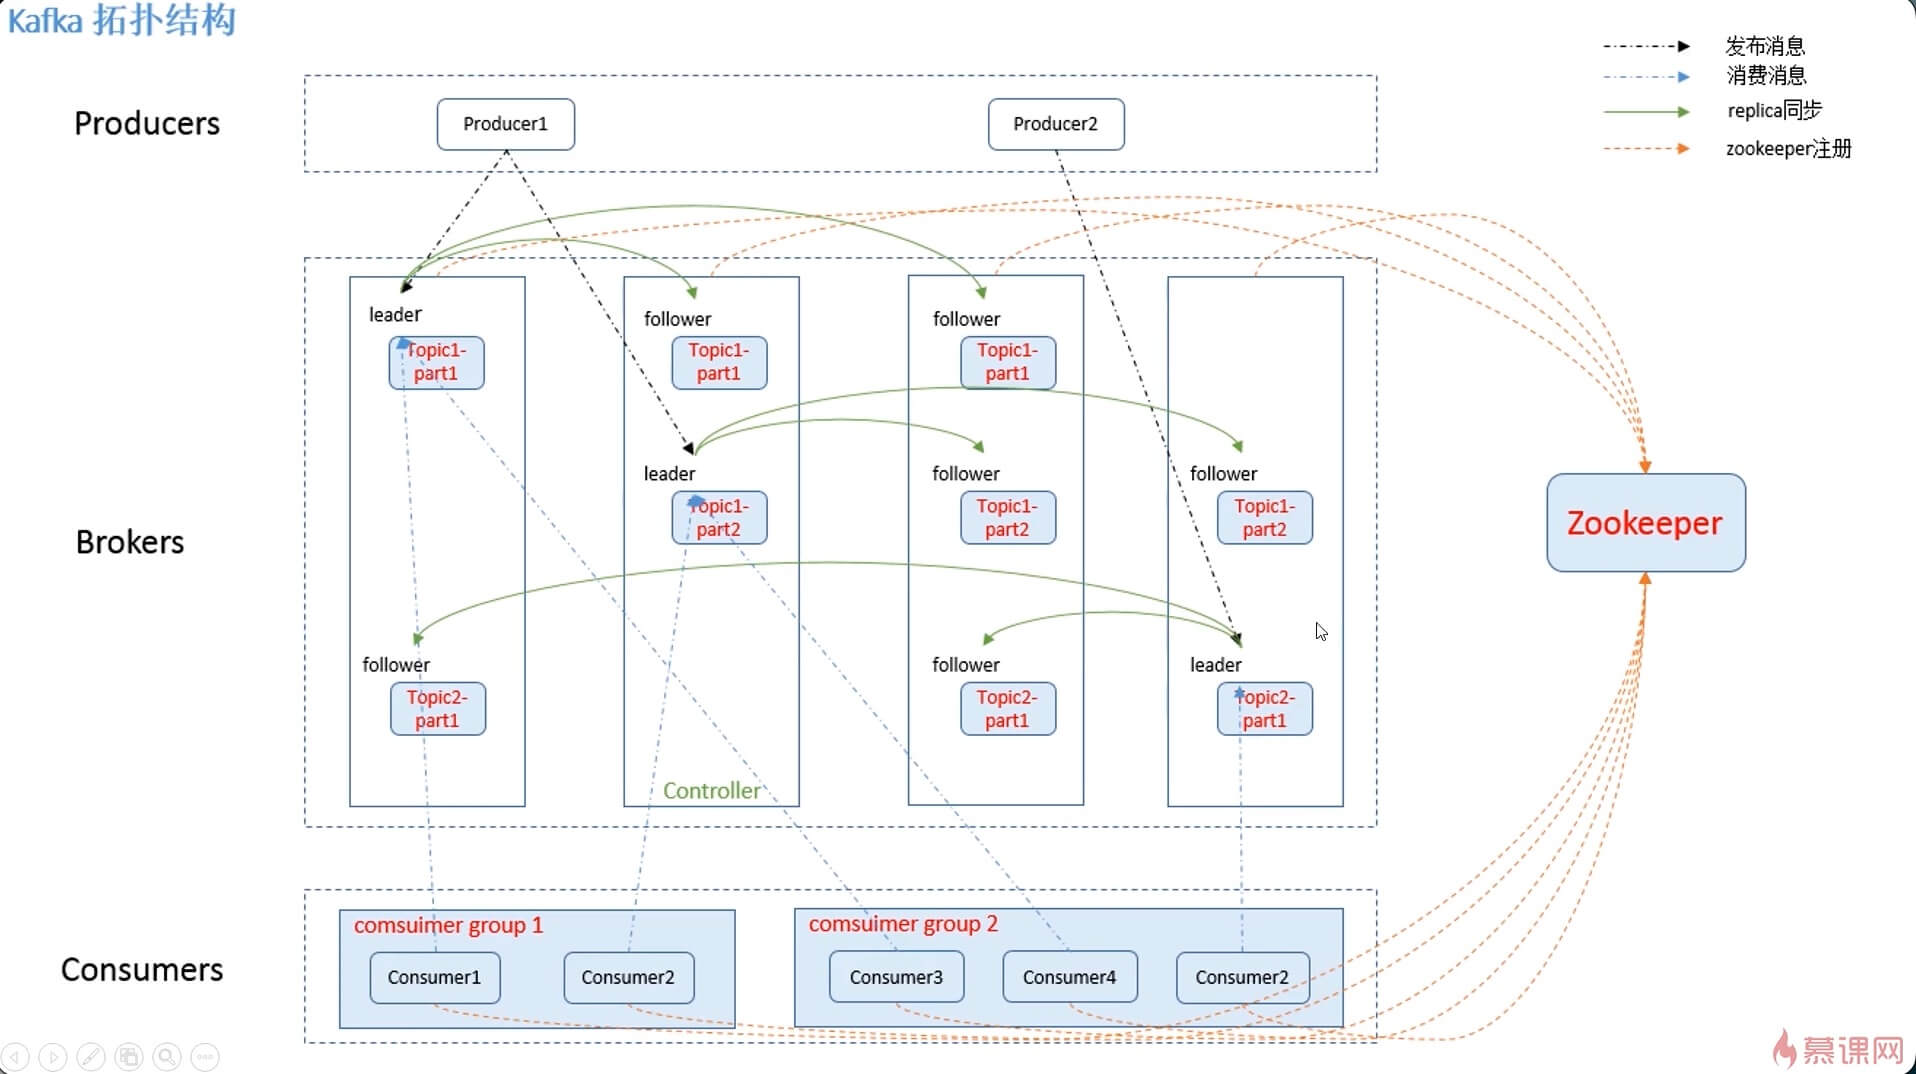 Kafka 拓扑结构
发布消息
消费消息
replica同步
zookeeper注册
Producers
Producer1
Producer2
Brokers
leader
Topic1-
part1
follower
Topic2-
part1
follower
Topic1-
part1
leader
Topic1-
part2
Controller
follower
Topic1-
part1
follower
Topic1-
part2
follower
Topic2-
part1
follower
Topic1-
part2
leader
Topic2-
part1
Zookeeper
Consumers
comsuimer group 1
Consumer1
Consumer2
comsuimer group 2
Consumer3
Consumer4
Consumer2
慕课网